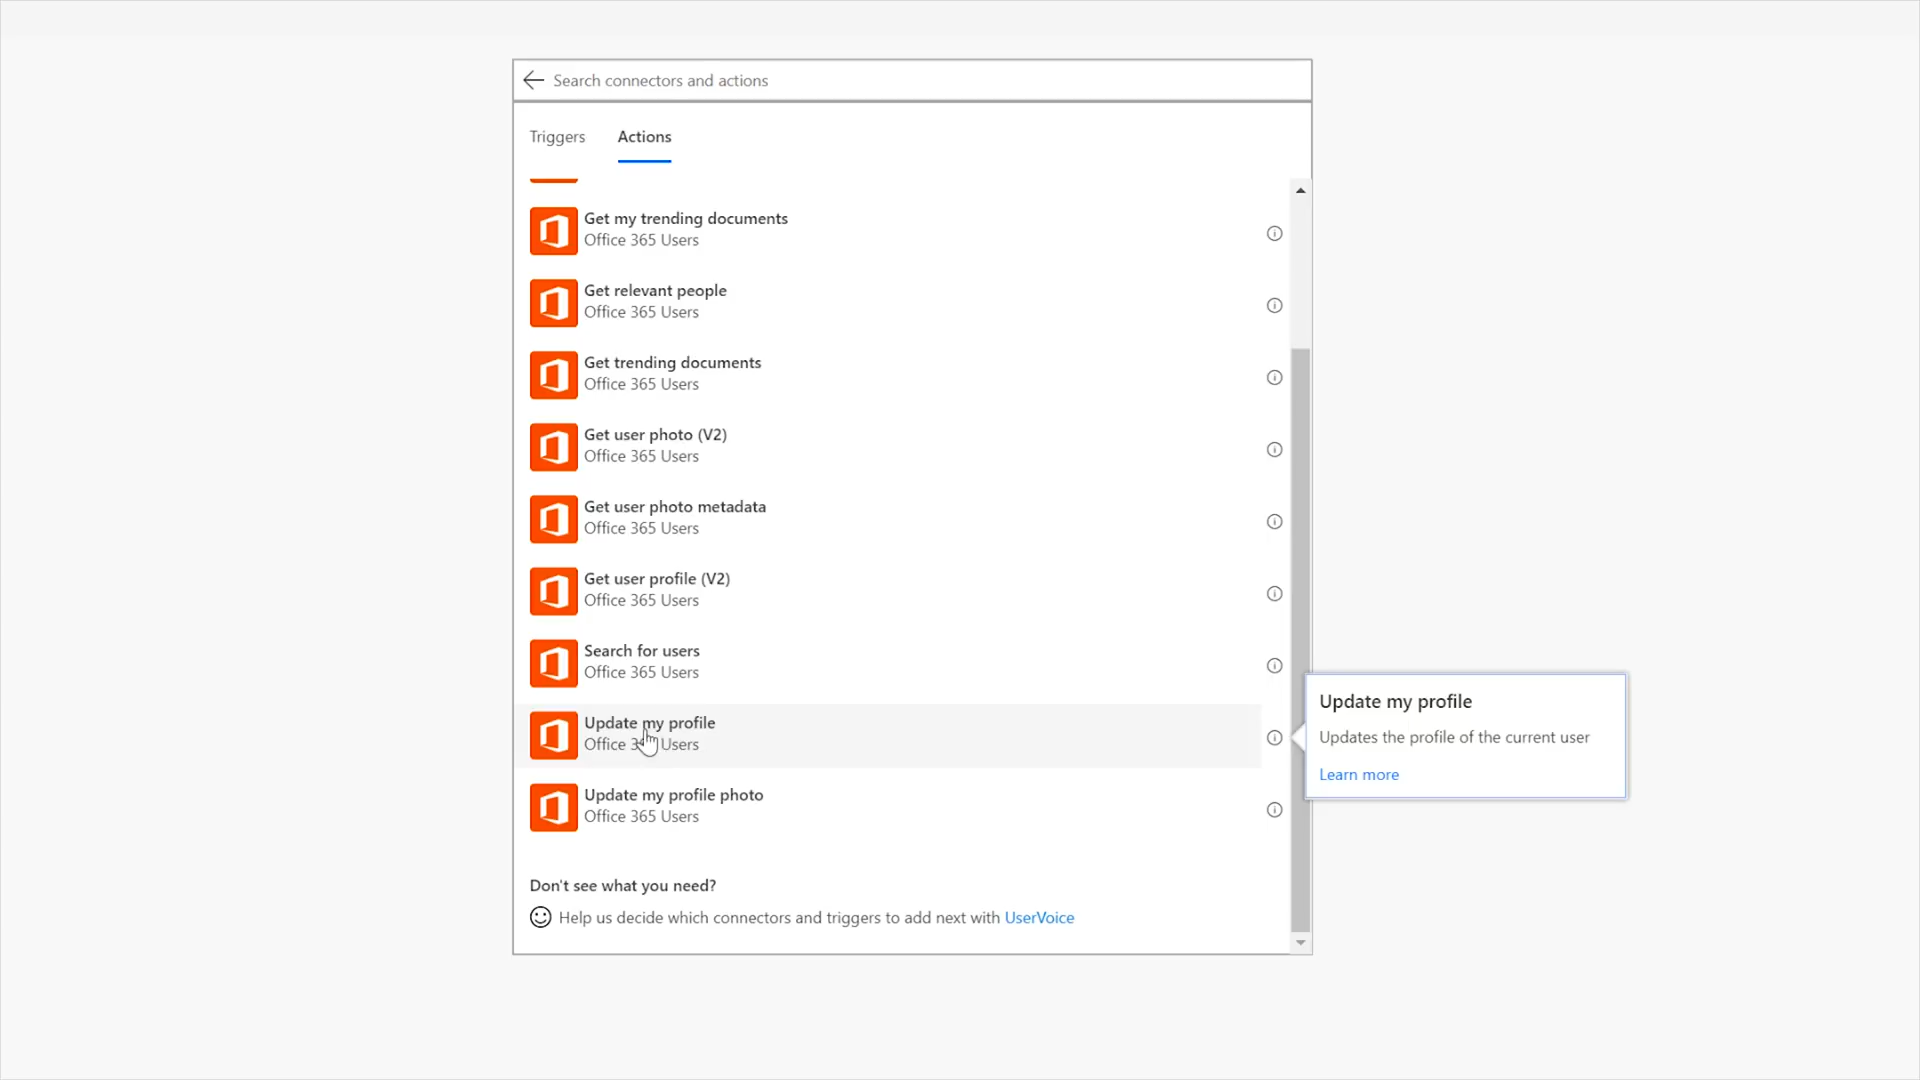 Search connectors and actions
Triggers
Actions
Get my trending documents
Office 365 Users
Get relevant people
Office 365 Users
Get trending documents
Office 365 Users
Get user photo (V2)
Office 365 Users
Get user photo metadata
Office 365 Users
Get user profile (V2)
Office 365 Users
Search for users
Office 365 Users
Update my profile
Office 365 Users
Update my profile
Updates the profile of the current user
Learn more
Update my profile photo
Office 365 Users
Don't see what you need?
Help us decide which connectors and triggers to add next with UserVoice